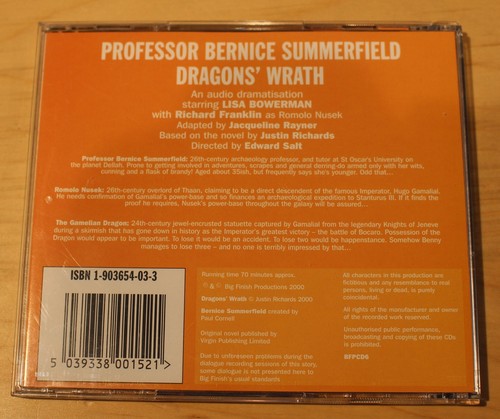 PROFESSOR BERNICE SUMMERFIELD
DRAGONS' WRATH
An audio dramatisation
starring LISA BOWERMAN
with Richard Franklin as Romolo Nusek
Adapted by Jacqueline Rayner
Based on the novel by Justin Richards
Directed by Edward Salt
Professor Bernice Summerfield: 26th-century archaeology professor, and tutor at St Oscar's University on
the planet Dellah. Prone to getting involved in adventures, scrapes and general derring-do armed only with her wits,
cunning and a flask of brandy! Aged about 35ish, but frequently says she's younger. Odd that...
Romolo Nusek: 26th-century overlord of Tharn, claiming to be a direct descendent of the famous Imperator, Hugo Gamaliel.
He needs confirmation of Gamaliel's power-base and so finances an archaeological expedition to Stanturus III. If it finds the
proof he requires, Nusek's power-base throughout the galaxy will be assured...
The Gamelian Dragon: 24th-century jewel-encrusted statuette captured by Gamaliel from the legendary Knights of Jeneve
during a skirmish that has gone down in history as the Imperator's greatest victory - the battle of Bocaro. Possession of
the Dragon would appear to be important. To lose it would be an accident. To lose two would be happenstance. Somehow Benny
manages to lose three - and no one is terribly impressed by that...
ISBN 1-903654-03-3
5 039338 001521 >
Running time 70 minutes approx.
Ⓟ & © Big Finish Productions 2000
Dragons' Wrath © Justin Richards 2000
Bernice Summerfield created by
Paul Cornell
Original novel published by
Virgin Publishing Limited
Due to unforeseen problems during the
dialogue recording sessions of this story,
some dialogue is not presented here to
Big Finish's usual standards
All characters in this production are
fictitious and any resemblance to real
persons, living or dead, is purely
coincidental.
All rights of the manufacturer and owner
of the recorded work reserved.
Unauthorised public performance,
broadcasting and copying of these CDs
is prohibited.
BFPCD6